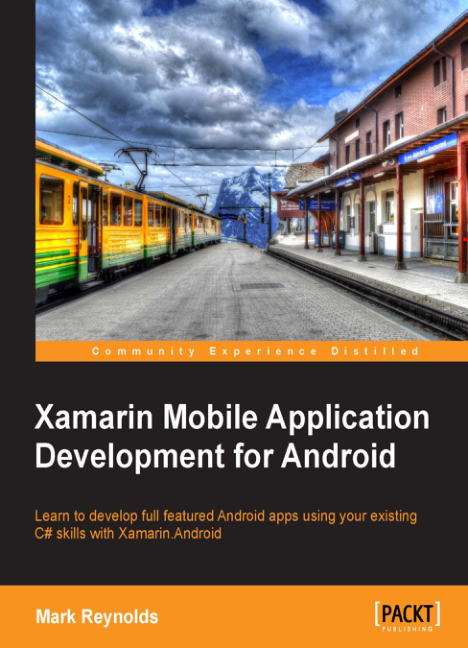 Community Experience Distilled
Xamarin Mobile Application
Development for Android
Learn to develop full featured Android apps using your existing
C# skills with Xamarin.Android
Mark Reynolds
[PACKT]
PUBLISHING